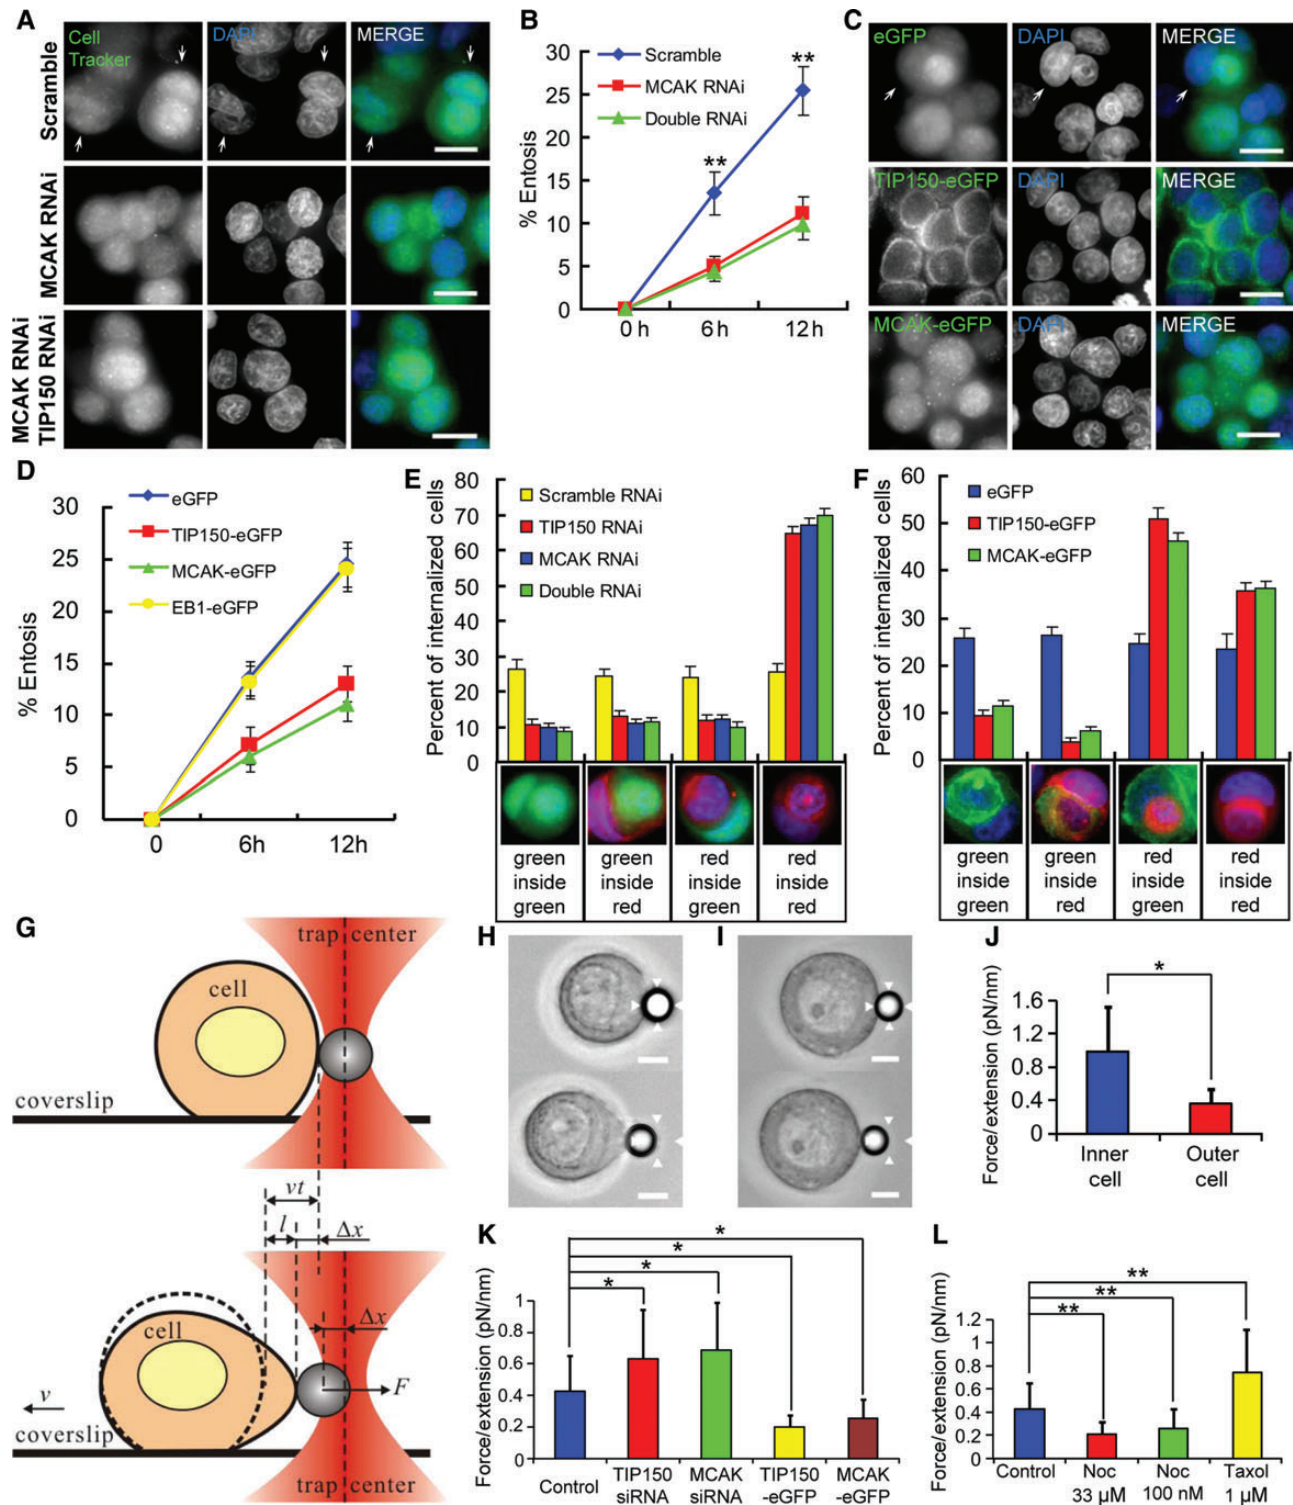 A
Scramble
MCAK RNAi
MCAK RNAi
TIP150 RNAi
Cell
Tracker
DAPI
MERGE
B
% Entosis
30
25
20
15
10
5
0
0 h
6 h
12 h
Scramble
MCAK RNAi
Double RNAi
**
**
C
eGFP
DAPI
MERGE
TIP150-eGFP
DAPI
MERGE
MCAK-eGFP
DAPI
MERGE
D
% Entosis
30
25
20
15
10
5
0
0
6h
12h
eGFP
TIP150-eGFP
MCAK-eGFP
EB1-eGFP
E
Percent of internalized cells
80
70
60
50
40
30
20
10
0
Scramble RNAi
TIP150 RNAi
MCAK RNAi
Double RNAi
green inside green
green inside red
red inside green
red inside red
F
Percent of internalized cells
60
50
40
30
20
10
0
eGFP
TIP150-eGFP
MCAK-eGFP
green inside green
green inside red
red inside green
red inside red
G
trap center
cell
coverslip
vt
l
Δx
cell
Δx
F
v
coverslip
H
I
J
Force/extension (pN/nm)
1.6
1.2
0.8
0.4
0
*
Inner cell
Outer cell
K
Force/extension (pN/nm)
1
0.8
0.6
0.4
0.2
0
*
*
*
*
Control
TIP150 siRNA
MCAK siRNA
TIP150 -eGFP
MCAK -eGFP
L
Force/extension (pN/nm)
1.2
1
0.8
0.6
0.4
0.2
0
**
**
**
Control
Noc 33 µM
Noc 100 nM
Taxol 1 µM